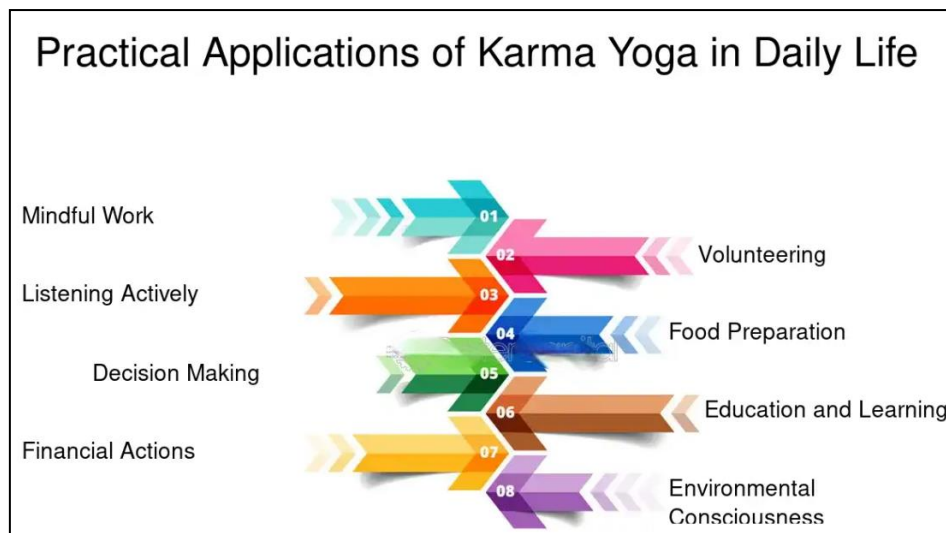 Practical Applications of Karma Yoga in Daily Life
Mindful Work
01
02
Volunteering
Listening Actively
03
04
Food Preparation
Decision Making
05
06
Education and Learning
Financial Actions
07
08
Environmental
Consciousness